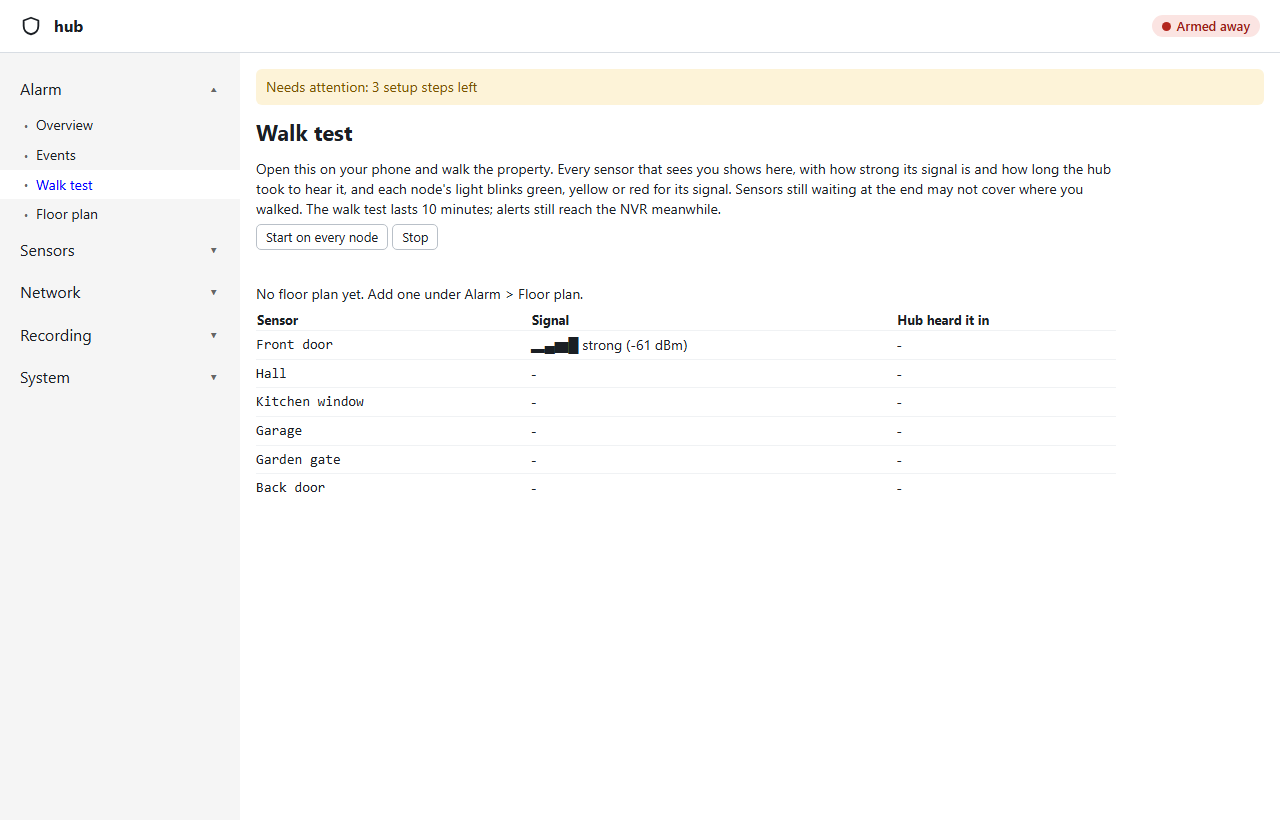 hub
Armed away
Alarm
Overview
Events
Walk test
Floor plan
Sensors
Network
Recording
System
Needs attention: 3 setup steps left
Walk test
Open this on your phone and walk the property. Every sensor that sees you shows here, with how strong its signal is and how long the hub
took to hear it, and each node's light blinks green, yellow or red for its signal. Sensors still waiting at the end may not cover where you
walked. The walk test lasts 10 minutes; alerts still reach the NVR meanwhile.
Start on every node Stop
No floor plan yet. Add one under Alarm > Floor plan.
Sensor Signal Hub heard it in
Front door ▂▄▆█ strong (-61 dBm) -
Hall - -
Kitchen window - -
Garage - -
Garden gate - -
Back door - -